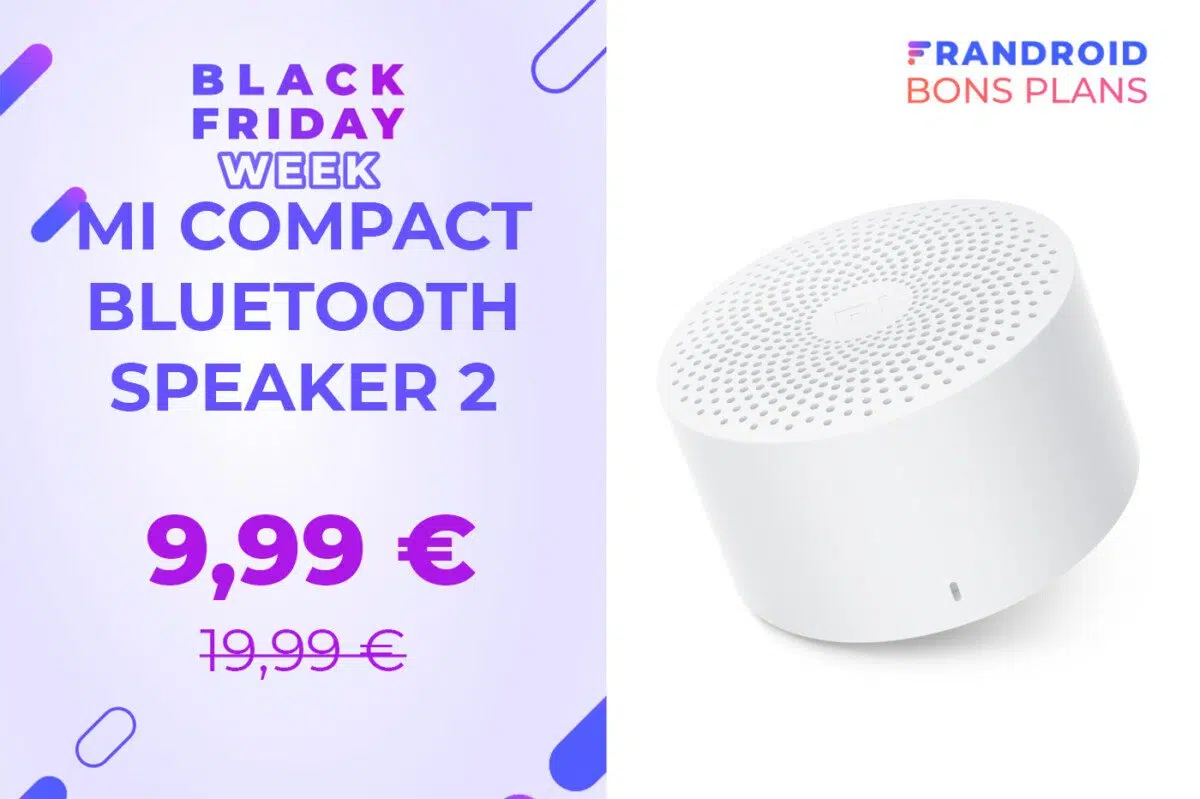 BLACK
FRIDAY
WEEK
MI COMPACT
BLUETOOTH
SPEAKER 2
9,99 €
19,99 €
FRANDROID
BONS PLANS